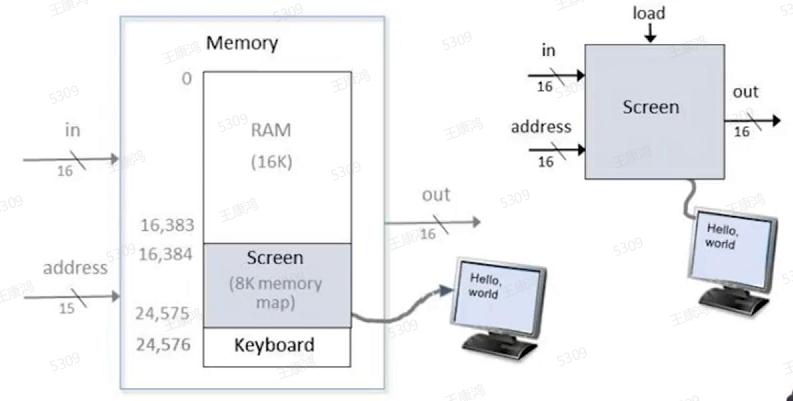 Memory
0
RAM
(16K)
in
16
16,383
16,384
Screen
(8K memory
map)
address
15
24,575
24,576
Keyboard
out
16
Hello,
world
load
in
16
address
16
Screen
out
16
Hello,
world
王康鸿 5309